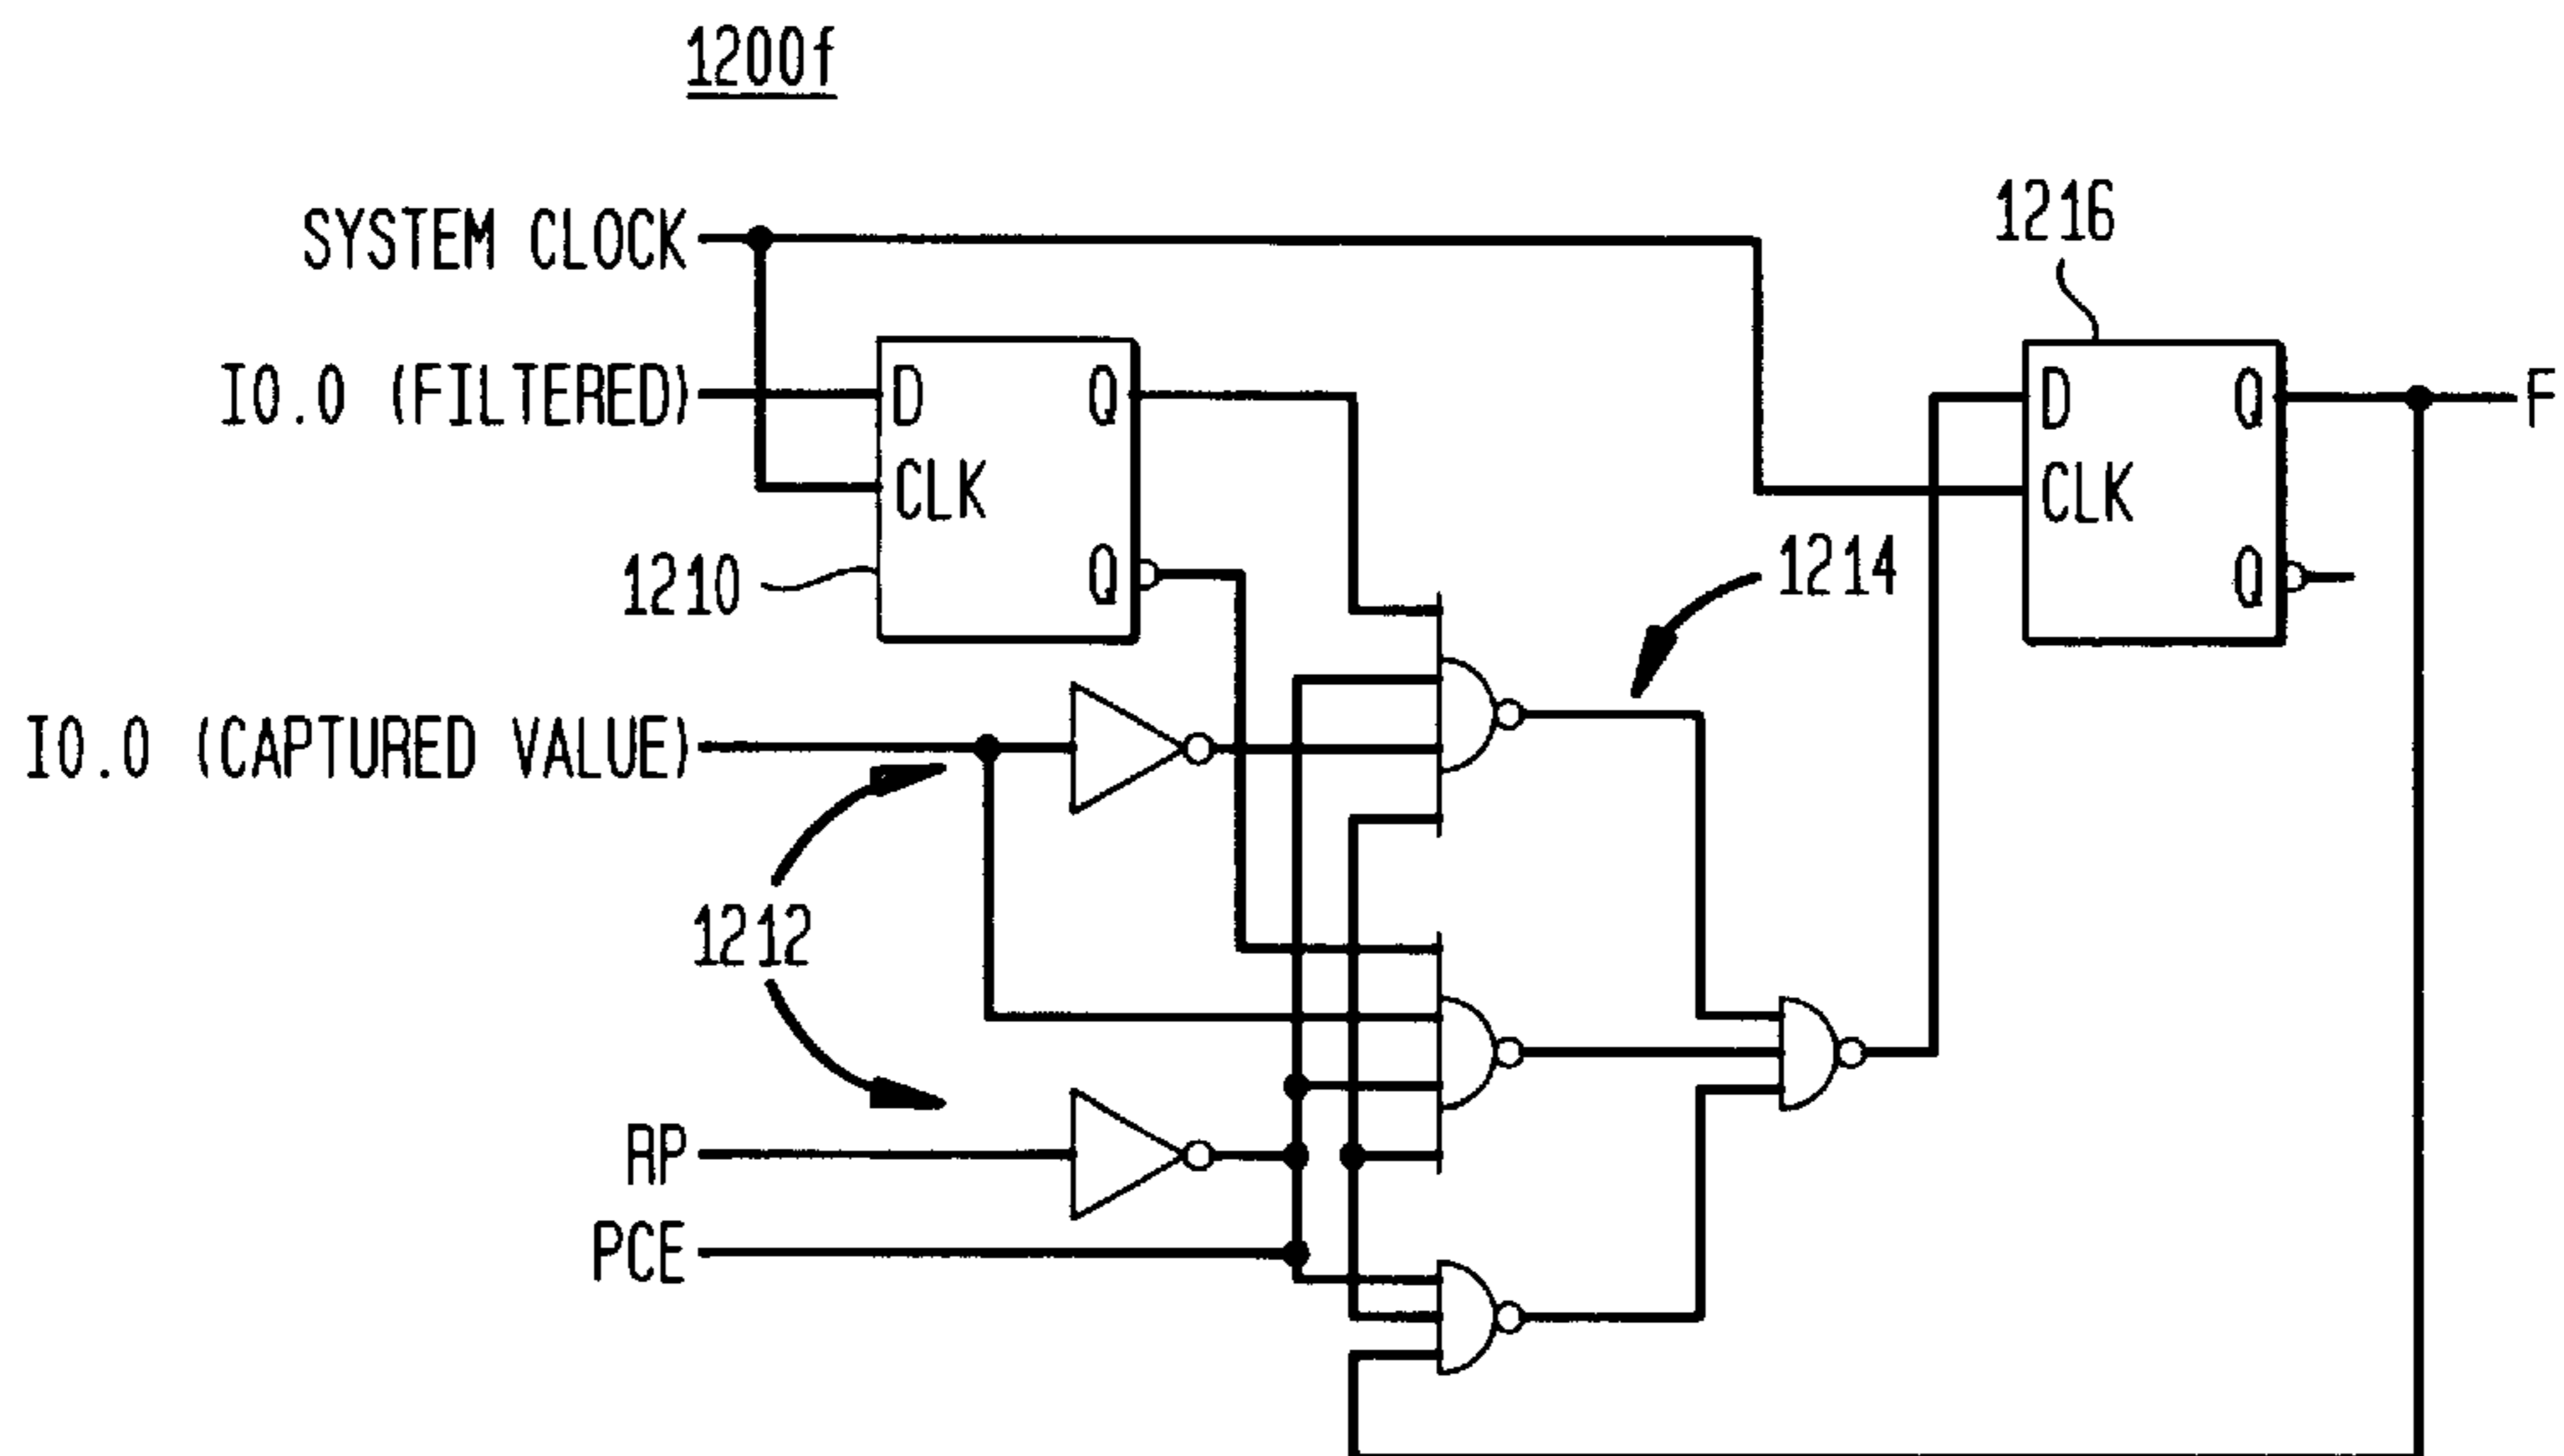 1200f
SYSTEM CLOCK
1216
I0.0 (FILTERED)
D
Q
CLK
Q
D
Q
CLK
Q
F
1210
1214
I0.0 (CAPTURED VALUE)
1212
RP
PCE